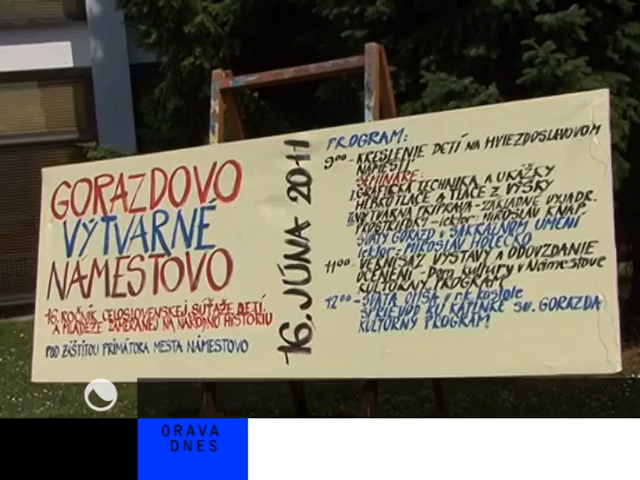 GORAZDOVO
VÝTVARNÉ
NÁMESTOVO
16. ROČNÍK CELOSLOVENSKEJ SÚŤAŽE DETÍ
A MLÁDEŽE ZAMERANEJ NA HISTÓRIU
POD ZÁŠTITOU PRIMÁTORA MESTA NÁMESTOVO
16. JÚNA 2011
PROGRAM:
9⁰⁰ - KRESLENIE DETÍ NA HVIEZDOSLAVOVOM
NÁMESTÍ
SEMINÁRE:
GRAFICKÁ TECHNIKA A UKÁŽKY
HĹBKOTLAČE A TLAČE Z VÝŠKY
VÝTVARNÁ PRÍPRAVA - ZÁKLADNÉ VYJADR.
PROSTRIEDKY - lektor: MIROSLAV KNAP
SVÄTÝ GORAZD V SAKRÁLNOM UMENÍ
lektor: MIROSLAV HOLEČKO
11⁰⁰ - VERNISÁŽ VÝSTAVY A ODOVZDANIE
OCENENÍ - Dom kultúry v Námestove
KULTÚRNY PROGRAM
12⁰⁰ - SVÄTÁ OMŠA v r.k. kostole
SPRIEVOD KU KAPLNKE SV. GORAZDA
KULTÚRNY PROGRAM
ORAVA
DNES